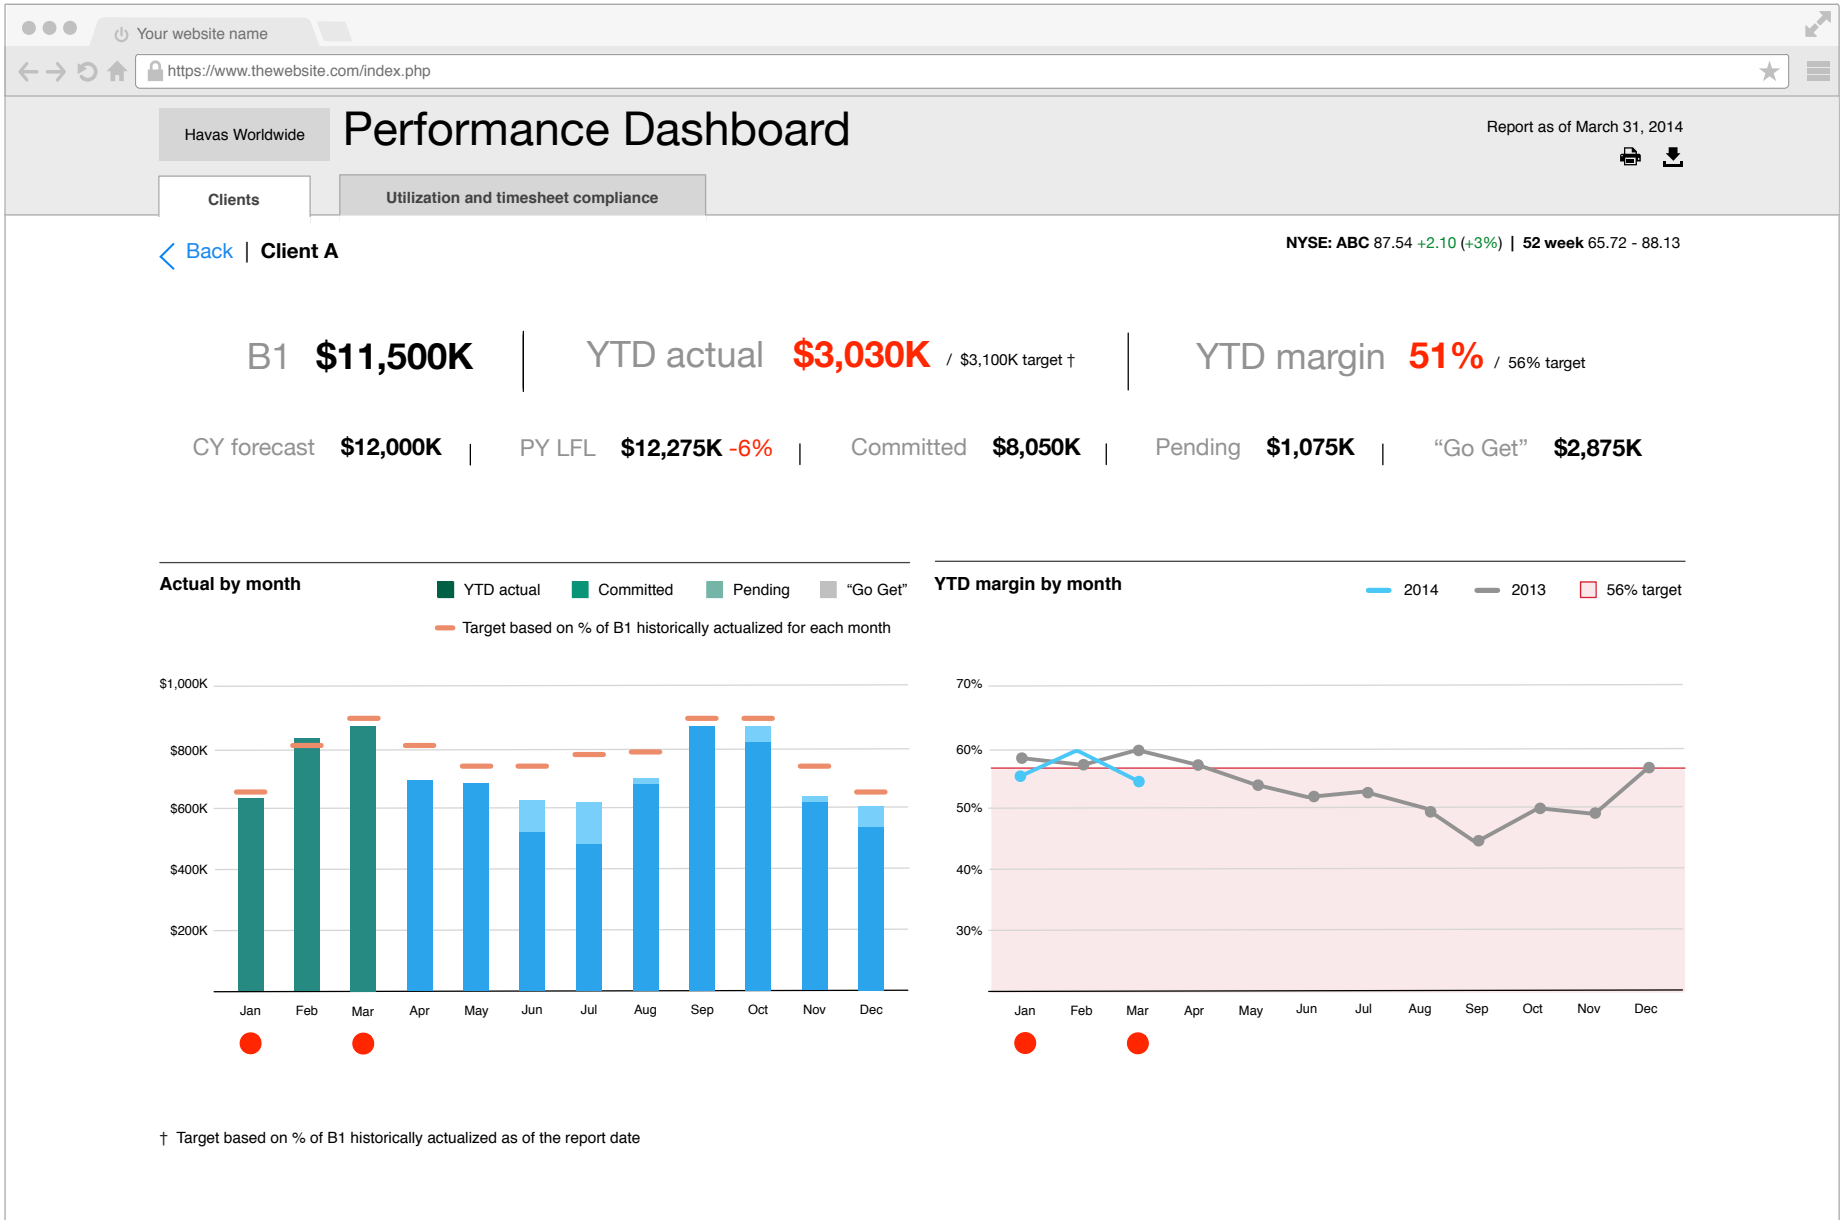 Your website name
https://www.thewebsite.com/index.php
Havas Worldwide
Performance Dashboard
Report as of March 31, 2014
Clients
Utilization and timesheet compliance
Back | Client A
NYSE: ABC 87.54 +2.10 (+3%) | 52 week 65.72 - 88.13
B1 $11,500K
YTD actual $3,030K / $3,100K target †
YTD margin 51% / 56% target
CY forecast $12,000K
PY LFL $12,275K -6%
Committed $8,050K
Pending $1,075K
“Go Get” $2,875K
Actual by month
YTD actual
Committed
Pending
“Go Get”
Target based on % of B1 historically actualized for each month
$1,000K
$800K
$600K
$400K
$200K
Jan Feb Mar Apr May Jun Jul Aug Sep Oct Nov Dec
YTD margin by month
2014
2013
56% target
70%
60%
50%
40%
30%
Jan Feb Mar Apr May Jun Jul Aug Sep Oct Nov Dec
† Target based on % of B1 historically actualized as of the report date